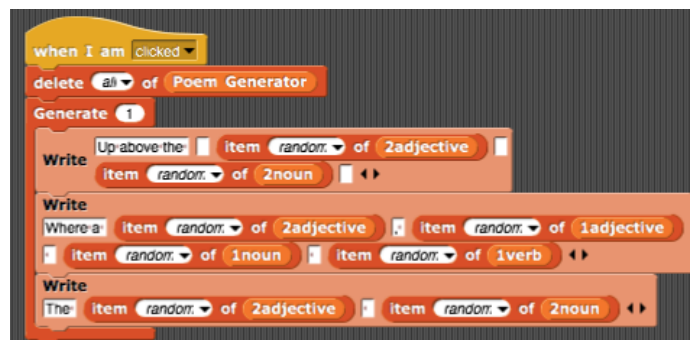 when I am clicked
delete all of Poem Generator
Generate 1
Write Up above the item random of 2adjective
item random of 2noun
Write
Where a item random of 2adjective , item random of 1adjective
item random of 1noun item random of 1verb
Write
The item random of 2adjective item random of 2noun